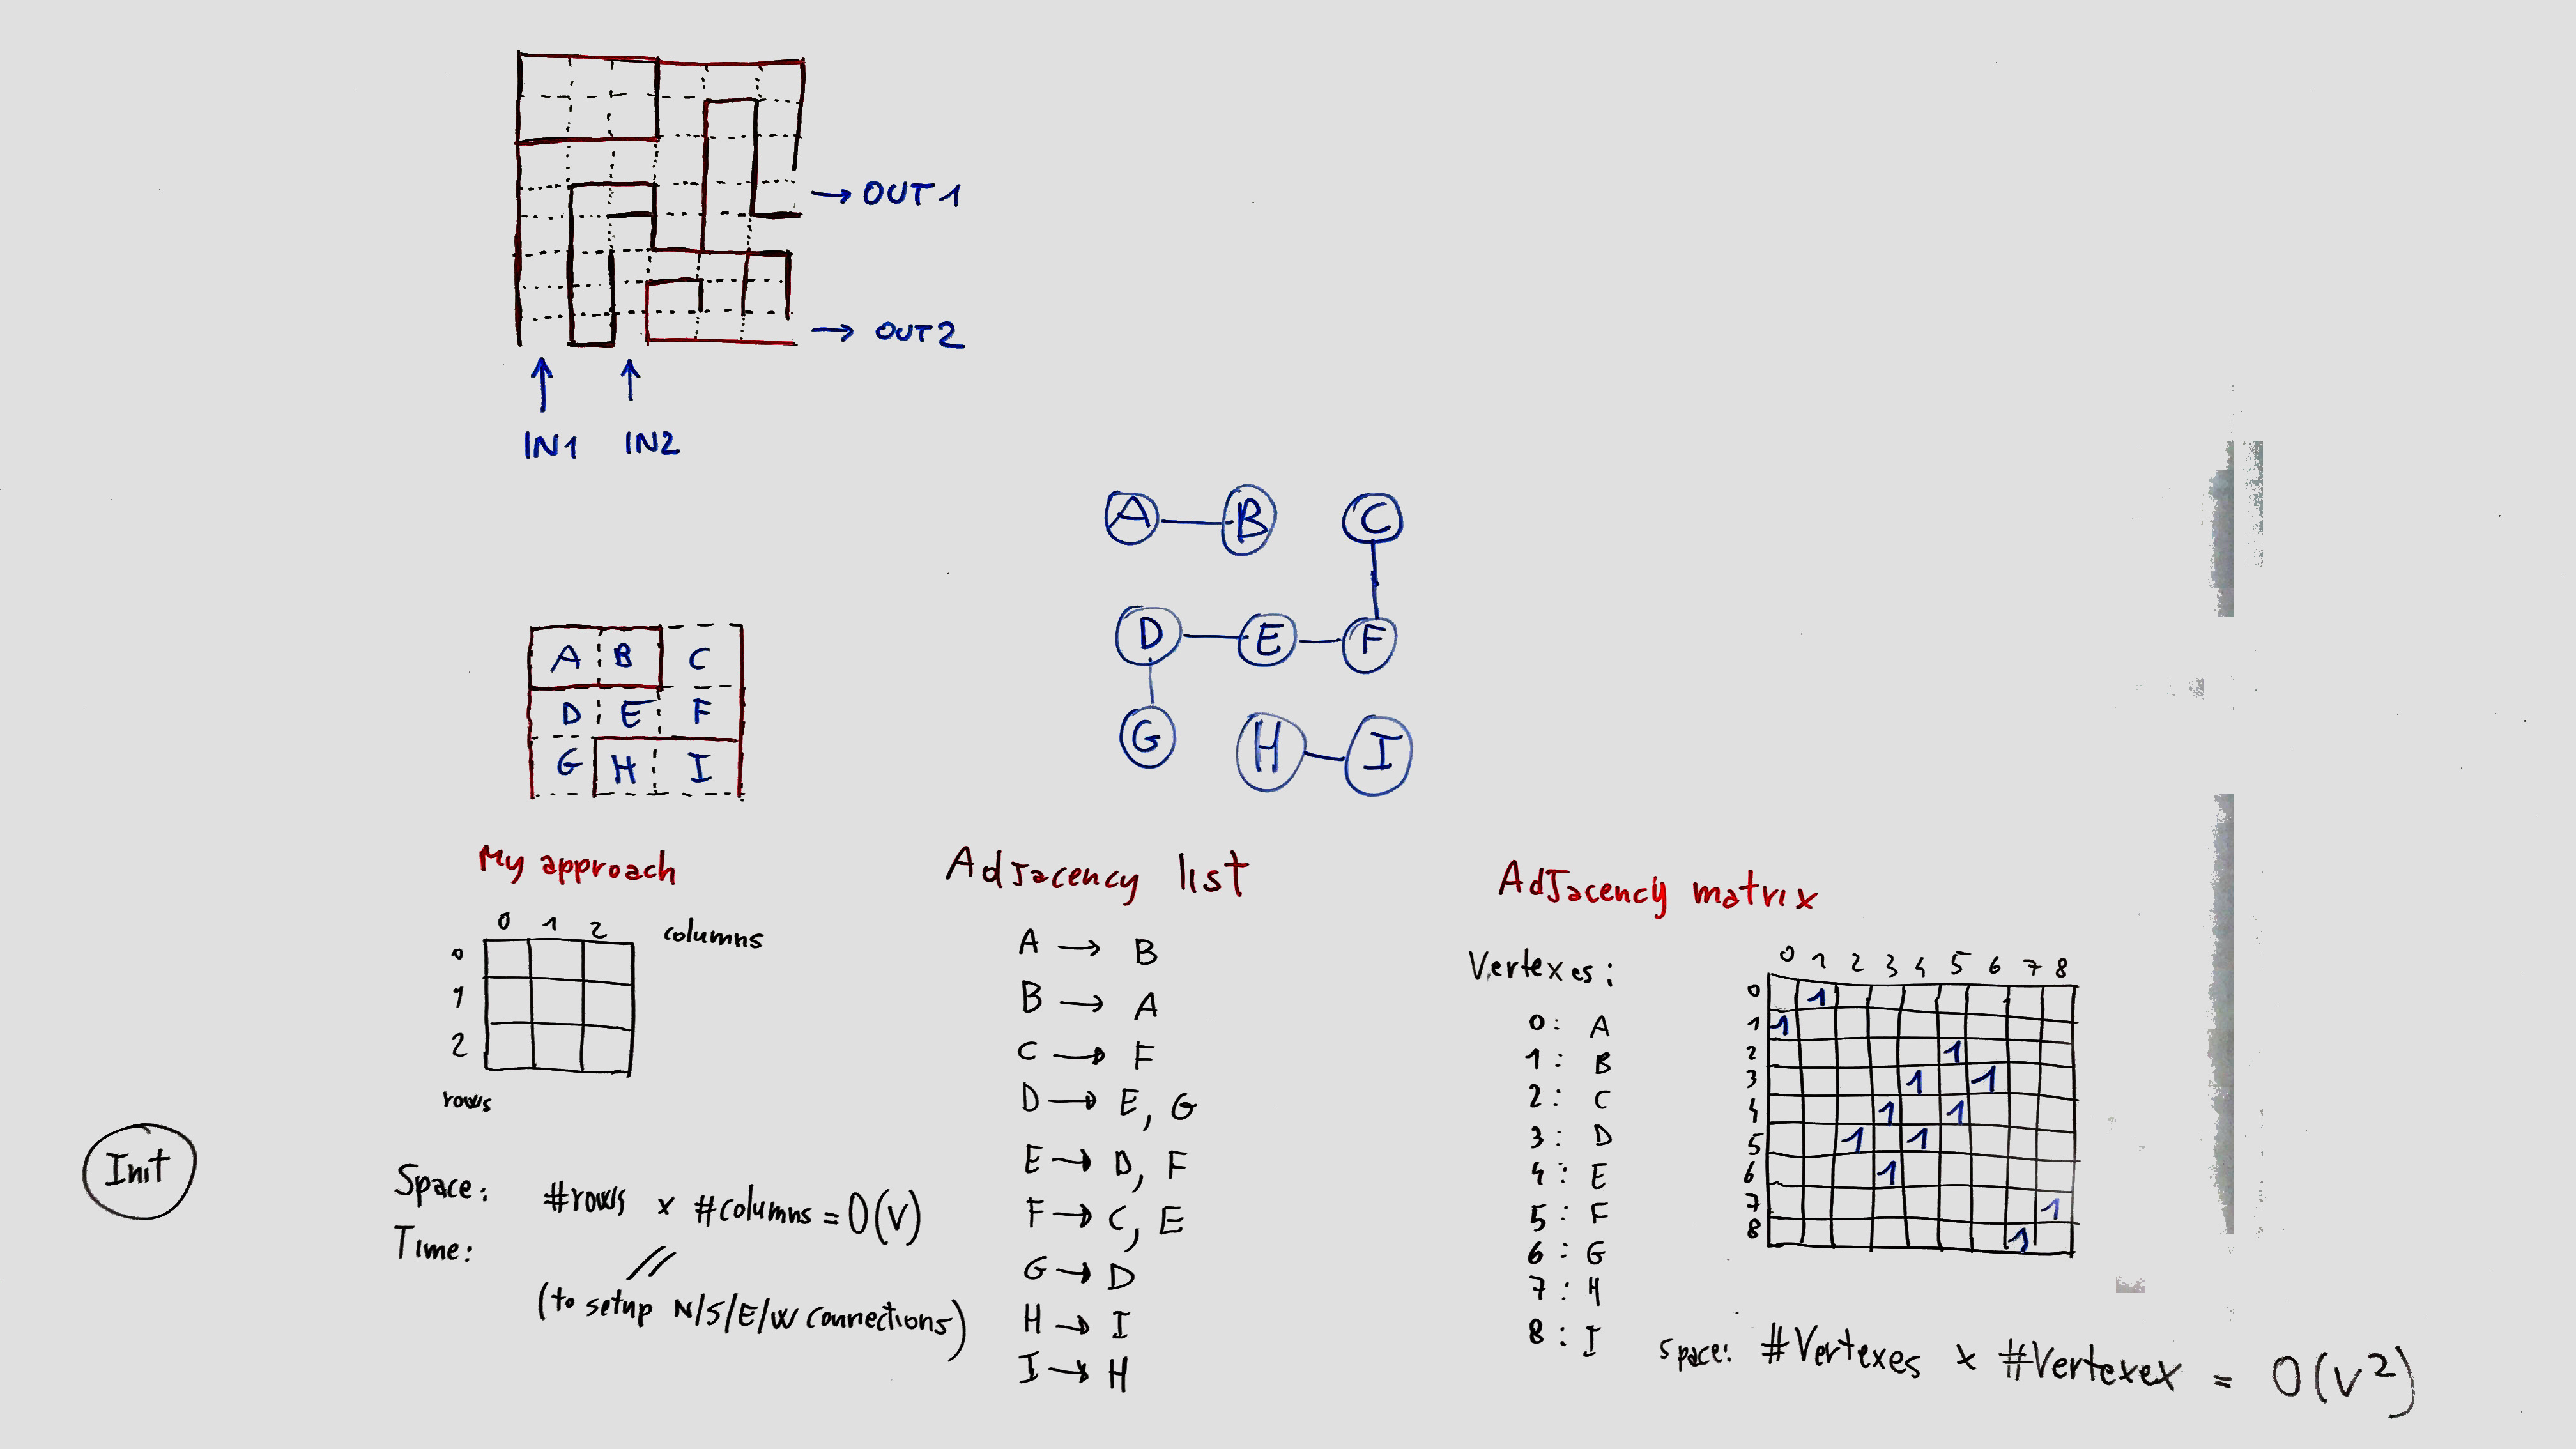 → OUT1
→ OUT2
IN1 IN2
A B C
D E F
G H I
A B C
D E F
G H I
My approach
0 1 2 columns
0
1
2
rows
Init
Space: #rows x #columns = O(V)
Time: //
(to setup N/S/E/W connections)
Adjacency list
A → B
B → A
C → F
D → E, G
E → D, F
F → C, E
G → D
H → I
I → H
Adjacency matrix
Vertexes:
0: A
1: B
2: C
3: D
4: E
5: F
6: G
7: H
8: I
0 1 2 3 4 5 6 7 8
0 1
1 1
2 1
3 1 1
4 1 1
5 1 1
6 1
7 1
8 1
space: #Vertexes x #Vertexex = O(v²)